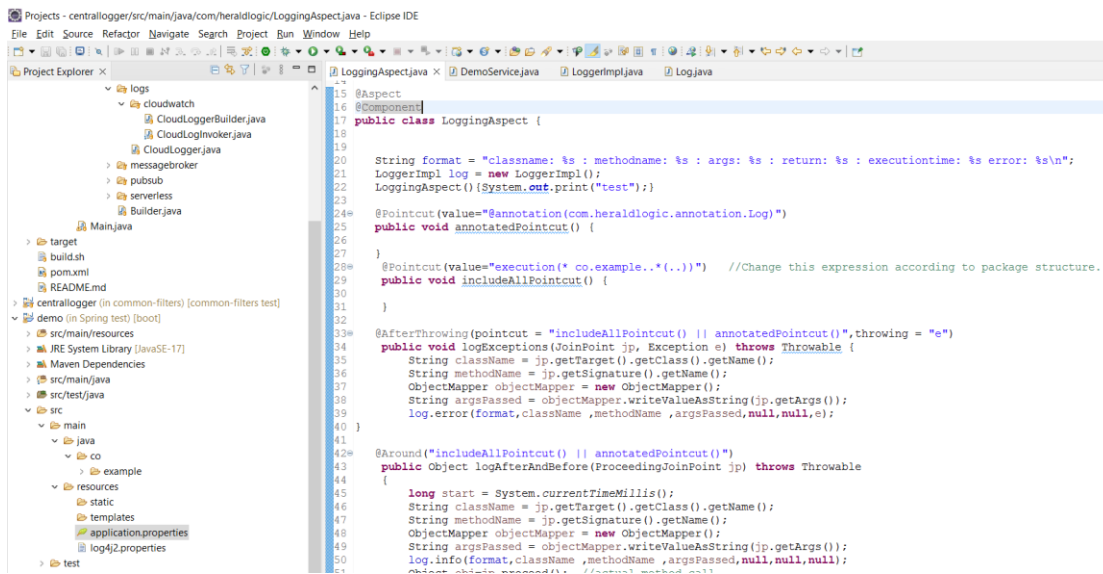 Projects - centrallogger/src/main/java/com/heraldlogic/LoggingAspect.java - Eclipse IDE
File Edit Source Refactor Navigate Search Project Run Window Help
Project Explorer
logs
cloudwatch
CloudLoggerBuilder.java
CloudLogInvoker.java
CloudLogger.java
messagebroker
pubsub
serverless
Builder.java
Main.java
target
build.sh
pom.xml
README.md
centrallogger (in common-filters) [common-filters test]
demo (in Spring test) [boot]
src/main/resources
JRE System Library [JavaSE-17]
Maven Dependencies
src/main/java
src/test/java
src
main
java
co
example
resources
static
templates
application.properties
log4j2.properties
test
LoggingAspect.java DemoService.java LoggerImpl.java Log.java
14
15 @Aspect
16 @Component
17 public class LoggingAspect {
18
19
20 String format = "classname: %s : methodname: %s : args: %s : return: %s : executiontime: %s error: %s\n";
21 LoggerImpl log = new LoggerImpl();
22 LoggingAspect(){System.out.print("test");}
23
24 @Pointcut(value="@annotation(com.heraldlogic.annotation.Log)")
25 public void annotatedPointcut() {
26
27 }
28 @Pointcut(value="execution(* co.example..*(..))") //Change this expression according to package structure.
29 public void includeAllPointcut() {
30
31 }
32
33 @AfterThrowing(pointcut = "includeAllPointcut() || annotatedPointcut()",throwing = "e")
34 public void logExceptions(JoinPoint jp, Exception e) throws Throwable {
35 String className = jp.getTarget().getClass().getName();
36 String methodName = jp.getSignature().getName();
37 ObjectMapper objectMapper = new ObjectMapper();
38 String argsPassed = objectMapper.writeValueAsString(jp.getArgs());
39 log.error(format,className ,methodName ,argsPassed,null,null,e);
40 }
41
42 @Around("includeAllPointcut() || annotatedPointcut()")
43 public Object logAfterAndBefore(ProceedingJoinPoint jp) throws Throwable
44 {
45 long start = System.currentTimeMillis();
46 String className = jp.getTarget().getClass().getName();
47 String methodName = jp.getSignature().getName();
48 ObjectMapper objectMapper = new ObjectMapper();
49 String argsPassed = objectMapper.writeValueAsString(jp.getArgs());
50 log.info(format,className ,methodName ,argsPassed,null,null,null);
51 Object obj=jp.proceed(); //actual method call